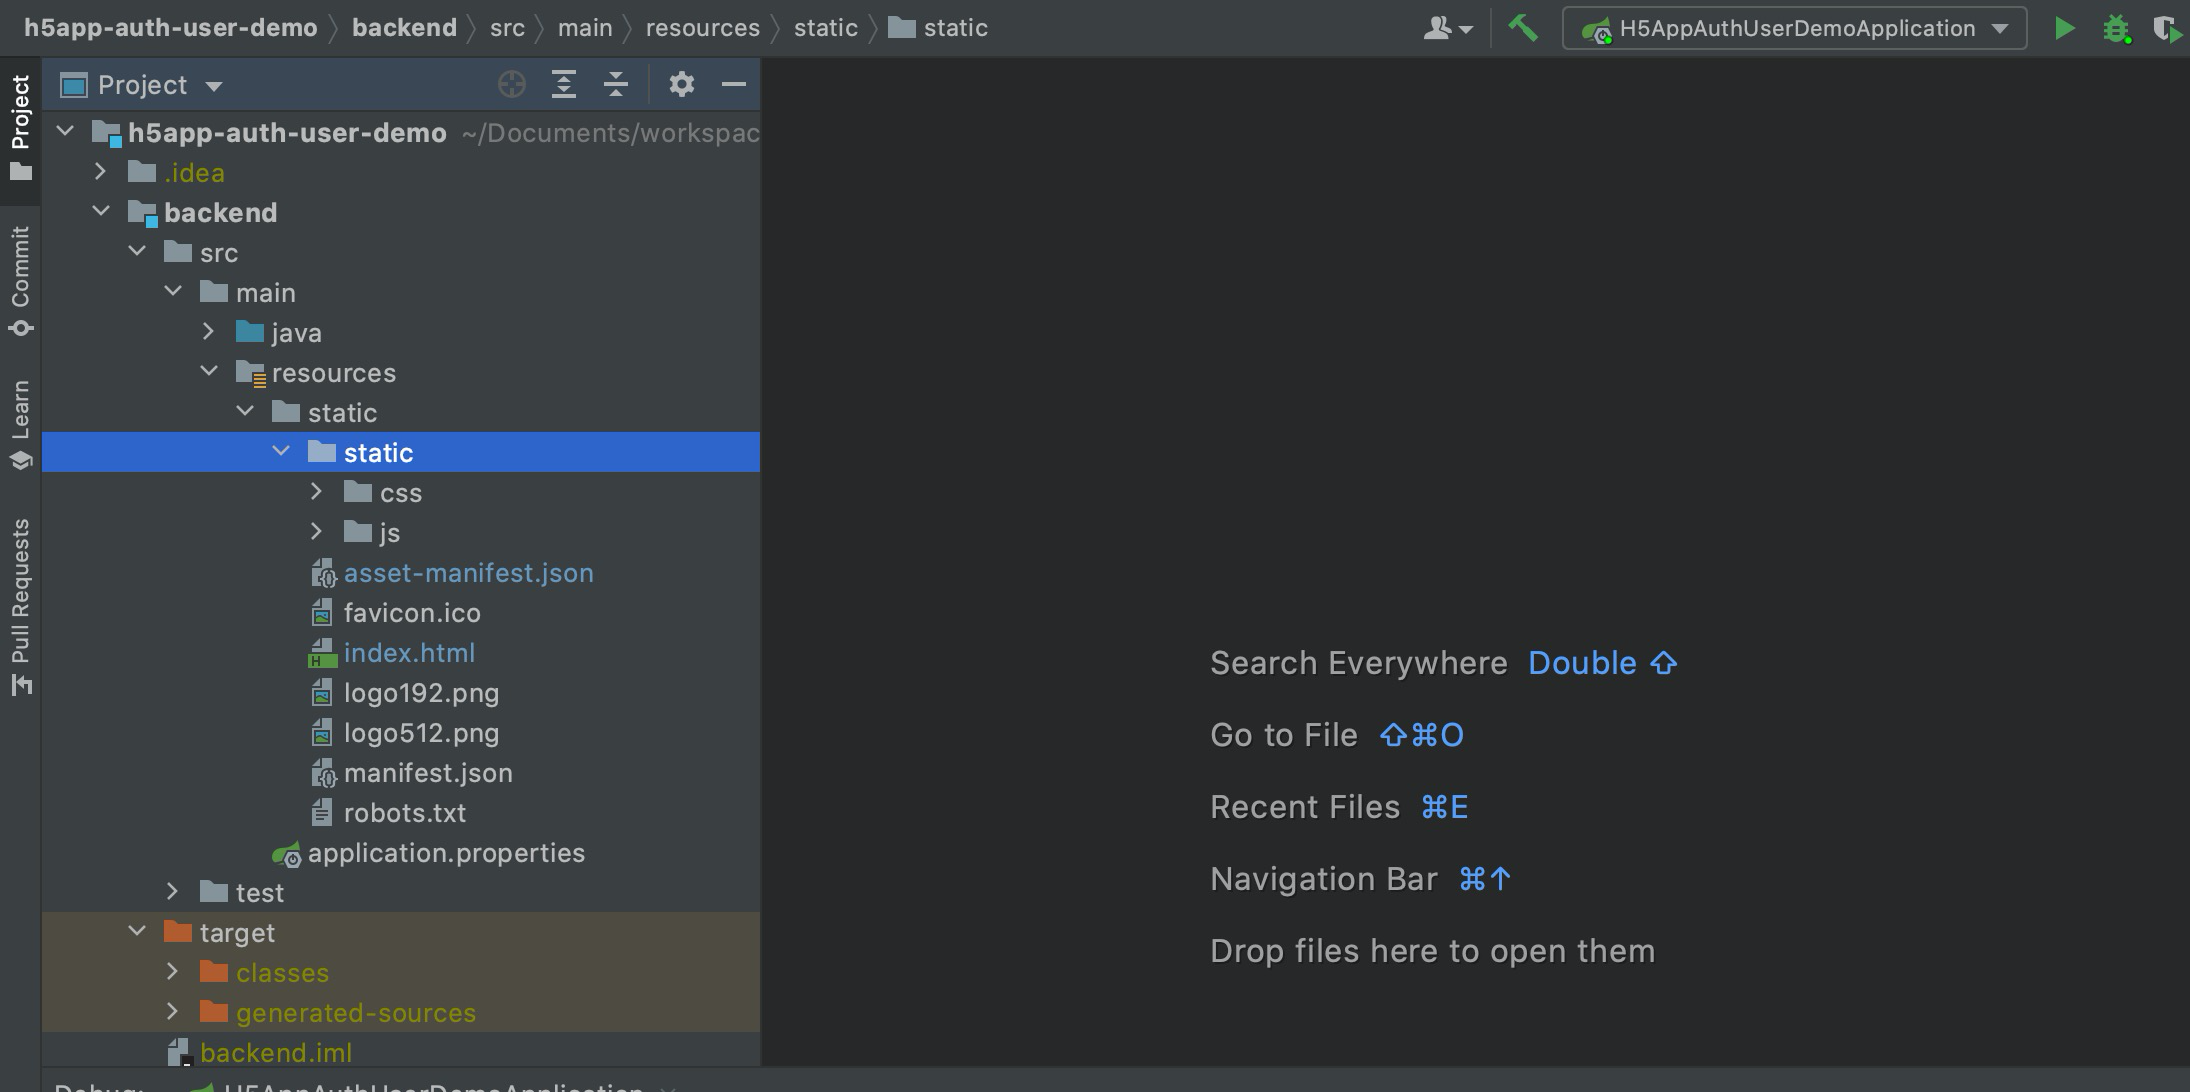 h5app-auth-user-demo backend src main resources static static H5AppAuthUserDemoApplication
Project
Project
h5app-auth-user-demo ~/Documents/workspac
.idea
backend
src
main
java
resources
static
static
css
js
asset-manifest.json
favicon.ico
index.html
logo192.png
logo512.png
manifest.json
robots.txt
application.properties
test
target
classes
generated-sources
backend.iml
Commit
Learn
Pull Requests
Search Everywhere Double ⇧
Go to File ⇧⌘O
Recent Files ⌘E
Navigation Bar ⌘↑
Drop files here to open them
Debug: H5AppAuthUserDemoApplication